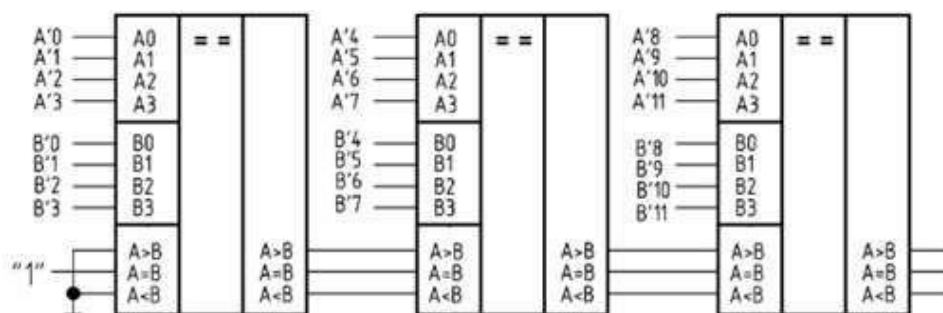 A'0 A0 = = A'4 A0 = = A'8 A0 = =
A'1 A1 A'5 A1 A'9 A1
A'2 A2 A'6 A2 A'10 A2
A'3 A3 A'7 A3 A'11 A3
B'0 B0 B'4 B0 B'8 B0
B'1 B1 B'5 B1 B'9 B1
B'2 B2 B'6 B2 B'10 B2
B'3 B3 B'7 B3 B'11 B3
A>B A>B A>B A>B A>B A>B
"1" A=B A=B A=B A=B A=B A=B
A<B A<B A<B A<B A<B A<B